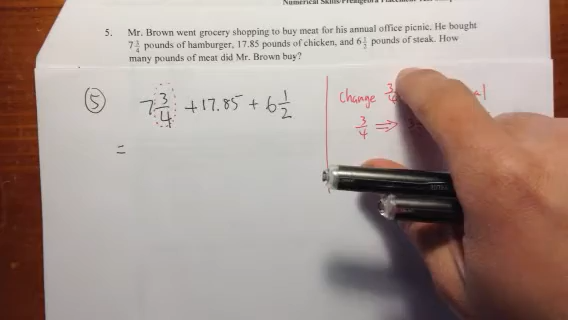 Numerical Skills/Prealgebra Placement
5. Mr. Brown went grocery shopping to buy meat for his annual office picnic. He bought
7 3/4 pounds of hamburger, 17.85 pounds of chicken, and 6 1/2 pounds of steak. How
many pounds of meat did Mr. Brown buy?
5 7 3/4 + 17.85 + 6 1/2
=
Change 3/4
3/4 ⇒